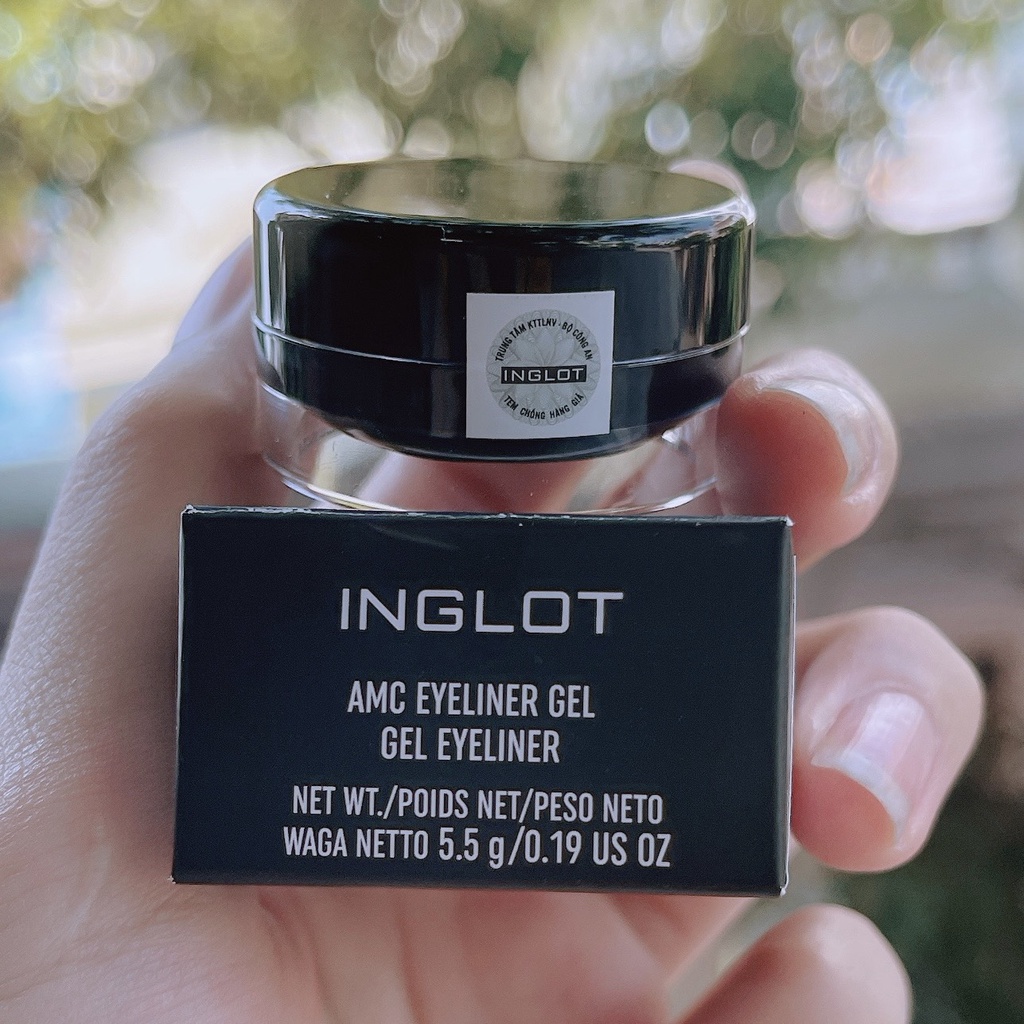 TRUNG TÂM KTTLNV - BỘ CÔNG AN
INGLOT
TEM CHỐNG HÀNG GIẢ
INGLOT
AMC EYELINER GEL
GEL EYELINER
NET WT./POIDS NET/PESO NETO
WAGA NETTO 5.5 g/0.19 US OZ